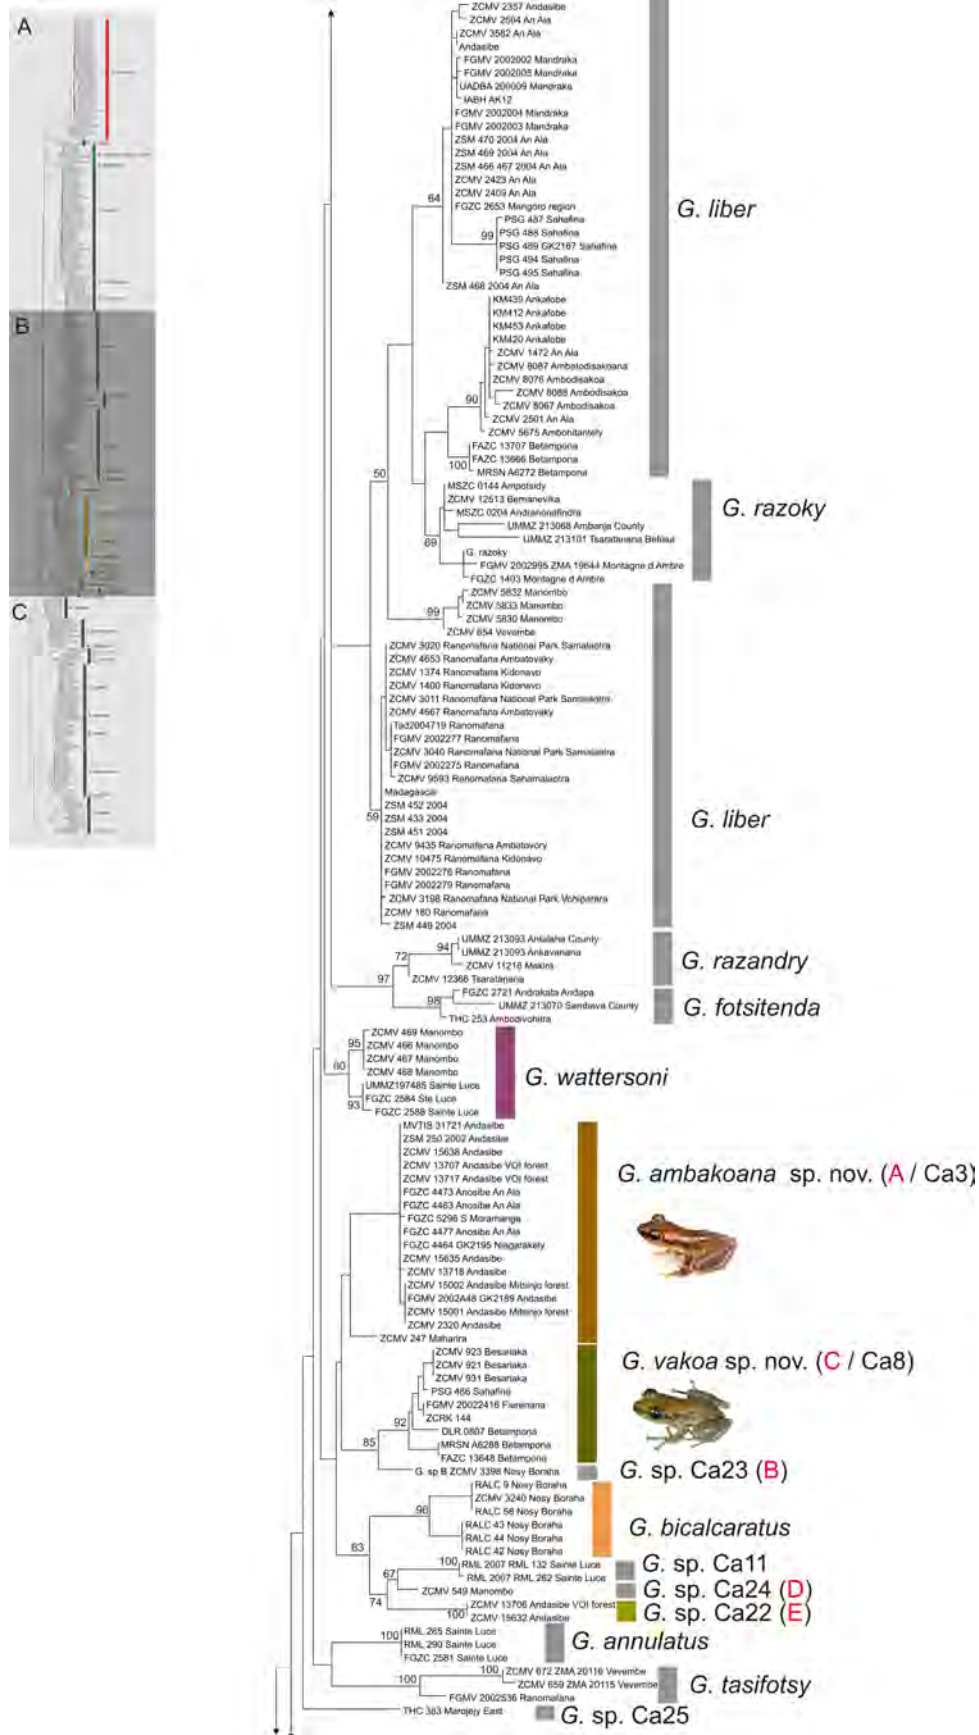 A
B
C
ZCMV 2357 Andasibe
ZCMV 2504 An Ala
ZCMV 3582 An Ala
Andasibe
FGMV 2002002 Mandraka
FGMV 2002005 Mandraka
UADBA 200009 Mandraka
IABH AK12
FGMV 2002004 Mandraka
FGMV 2002003 Mandraka
ZSM 470 2004 An Ala
ZSM 469 2004 An Ala
ZSM 466 467 2004 An Ala
ZCMV 2423 An Ala
64
ZCMV 2409 An Ala
FGZC 2653 Mangoro region
G. liber
PSG 487 Sahafina
PSG 488 Sahafina
99
PSG 489 GK2167 Sahafina
PSG 494 Sahafina
PSG 495 Sahafina
ZSM 468 2004 An Ala
KM439 Ankafobe
KM412 Ankafobe
KM453 Ankafobe
KM420 Ankafobe
ZCMV 1472 An Ala
ZCMV 8087 Ambatodisakoana
ZCMV 8076 Ambodisakoa
ZCMV 8088 Ambodisakoa
90
ZCMV 8067 Ambodisakoa
ZCMV 2501 An Ala
ZCMV 5675 Ambohitantely
FAZC 13707 Betampona
100
FAZC 13666 Betampona
MRSN A6272 Betampona
50
MSZC 0144 Ampotsidy
ZCMV 12513 Bemanevika
MSZC 0204 Andranonafindra
G. razoky
UMMZ 213068 Ambanja County
69
UMMZ 213101 Tsaratanana Befosa
G. razoky
FGMV 2002995 ZMA 19644 Montagne d Ambre
FGZC 1403 Montagne d Ambre
ZCMV 5832 Manombo
ZCMV 5833 Manombo
99
ZCMV 5830 Manombo
ZCMV 654 Vevembe
ZCMV 3020 Ranomafana National Park Samalaotra
ZCMV 4653 Ranomafana Ambatovaky
ZCMV 1374 Ranomafana Kidonavo
ZCMV 1400 Ranomafana Kidonavo
ZCMV 3011 Ranomafana National Park Samalaotra
ZCMV 4667 Ranomafana Ambatovaky
Tad2004719 Ranomafana
FGMV 2002277 Ranomafana
ZCMV 3040 Ranomafana National Park Samalaotra
FGMV 2002275 Ranomafana
ZCMV 9593 Ranomafana Sahamalaotra
Madagascar
ZSM 452 2004
59
ZSM 433 2004
G. liber
ZSM 451 2004
ZCMV 9435 Ranomafana Ambatovory
ZCMV 10475 Ranomafana Kidonavo
FGMV 2002276 Ranomafana
FGMV 2002279 Ranomafana
ZCMV 3198 Ranomafana National Park Vohiparara
ZCMV 180 Ranomafana
ZSM 449 2004
UMMZ 213093 Antalaha County
94
UMMZ 213093 Ankavanana
72
ZCMV 11218 Makira
G. razandry
97
ZCMV 12366 Tsaratanana
FGZC 2721 Andrakata Andapa
98
UMMZ 213070 Sambava County
G. fotsitenda
THC 253 Ambodivohitra
ZCMV 469 Manombo
95
ZCMV 466 Manombo
ZCMV 467 Manombo
80
ZCMV 468 Manombo
G. wattersoni
UMMZ197485 Sainte Luce
FGZC 2584 Ste Luce
93
FGZC 2588 Sainte Luce
MVTIS 31721 Andasibe
ZSM 250 2002 Andasibe
ZCMV 15638 Andasibe
ZCMV 13707 Andasibe VOI forest
G. ambakoana sp. nov. (A / Ca3)
ZCMV 13717 Andasibe VOI forest
FGZC 4473 Anosibe An Ala
FGZC 4463 Anosibe An Ala
FGZC 5296 S Moramanga
FGZC 4477 Anosibe An Ala
FGZC 4464 GK2195 Niagarakely
ZCMV 15635 Andasibe
ZCMV 13718 Andasibe
ZCMV 15002 Andasibe Mitsinjo forest
FGMV 2002A48 GK2189 Andasibe
ZCMV 15001 Andasibe Mitsinjo forest
ZCMV 2320 Andasibe
ZCMV 247 Maharira
ZCMV 923 Besariaka
G. vakoa sp. nov. (C / Ca8)
ZCMV 921 Besariaka
ZCMV 931 Besariaka
PSG 466 Sahafina
FGMV 20022416 Fierenana
ZCRK 144
92
DLR 0807 Betampona
85
MRSN A6288 Betampona
FAZC 13648 Betampona
G. sp B ZCMV 3398 Nosy Boraha
G. sp. Ca23 (B)
RALC 9 Nosy Boraha
ZCMV 3240 Nosy Boraha
96
RALC 56 Nosy Boraha
RALC 43 Nosy Boraha
G. bicalcaratus
RALC 44 Nosy Boraha
83
RALC 42 Nosy Boraha
100
RML 2007 RML 132 Sainte Luce
G. sp. Ca11
67
RML 2007 RML 262 Sainte Luce
ZCMV 549 Manombo
G. sp. Ca24 (D)
74
ZCMV 13706 Andasibe VOI forest
100
ZCMV 15632 Andasibe
G. sp. Ca22 (E)
RML 265 Sainte Luce
100
RML 290 Sainte Luce
G. annulatus
FGZC 2581 Sainte Luce
100
ZCMV 672 ZMA 20116 Vevembe
100
ZCMV 659 ZMA 20115 Vevembe
G. tasifotsy
FGMV 2002536 Ranomafana
THC 383 Marojejy East
G. sp. Ca25